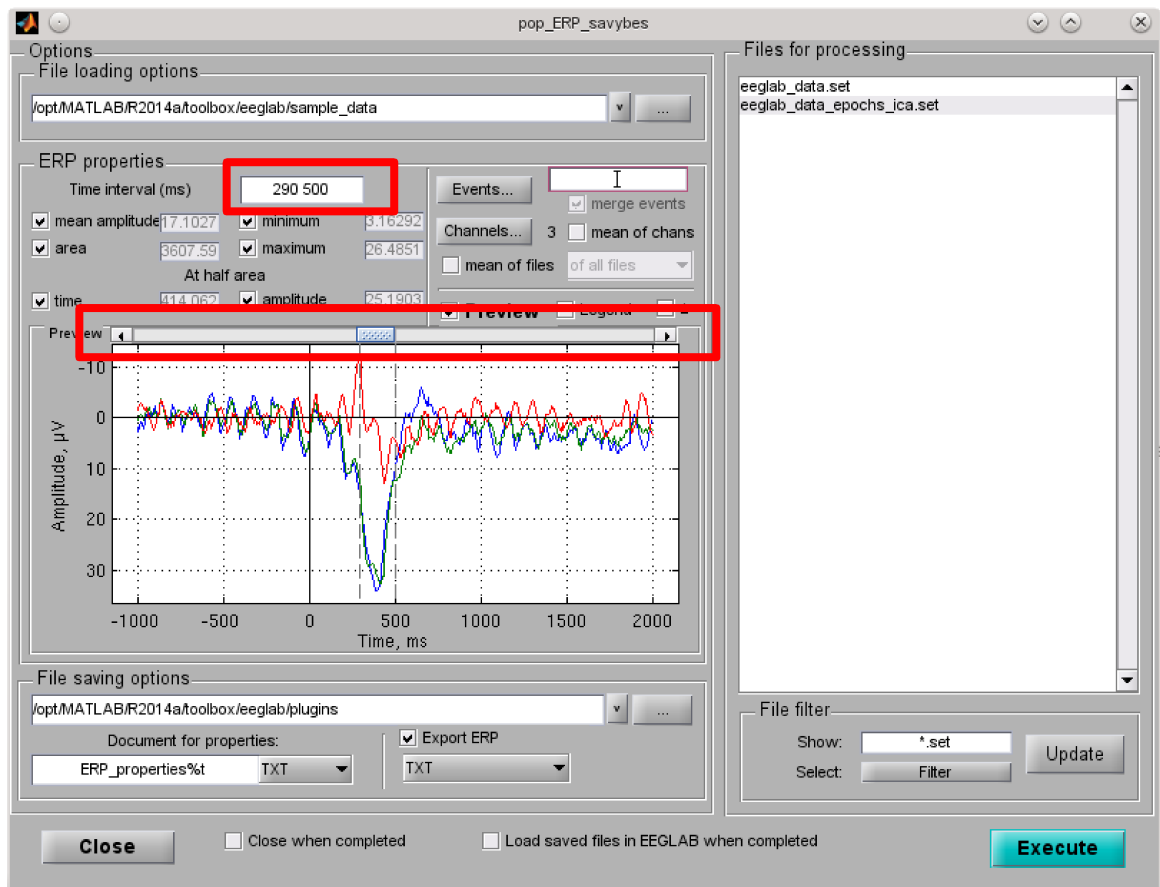 pop_ERP_savybes
Options
File loading options
/opt/MATLAB/R2014a/toolbox/eeglab/sample_data
v
...
ERP properties
Time interval (ms)
290 500
mean amplitude 17.1027
minimum 3.16292
area 3607.59
maximum 26.4851
At half area
time 414.062
amplitude 25.1903
Events...
merge events
Channels... 3 mean of chans
mean of files of all files
Preview Legend
Preview
-10
0
10
20
30
Amplitude, µV
-1000 -500 0 500 1000 1500 2000
Time, ms
File saving options
/opt/MATLAB/R2014a/toolbox/eeglab/plugins
v
...
Document for properties:
ERP_properties%t TXT
Export ERP
TXT
Files for processing
eeglab_data.set
eeglab_data_epochs_ica.set
File filter
Show: *.set
Select: Filter
Update
Close
Close when completed
Load saved files in EEGLAB when completed
Execute